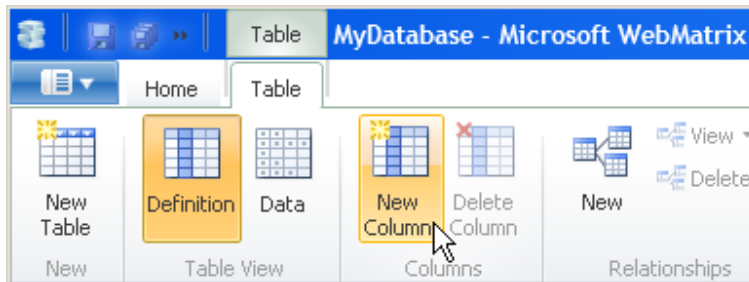 Table
MyDatabase - Microsoft WebMatrix
Home
Table
New
Table
Definition
Data
New
Column
Delete
Column
New
View
Delete
New
Table View
Columns
Relationships